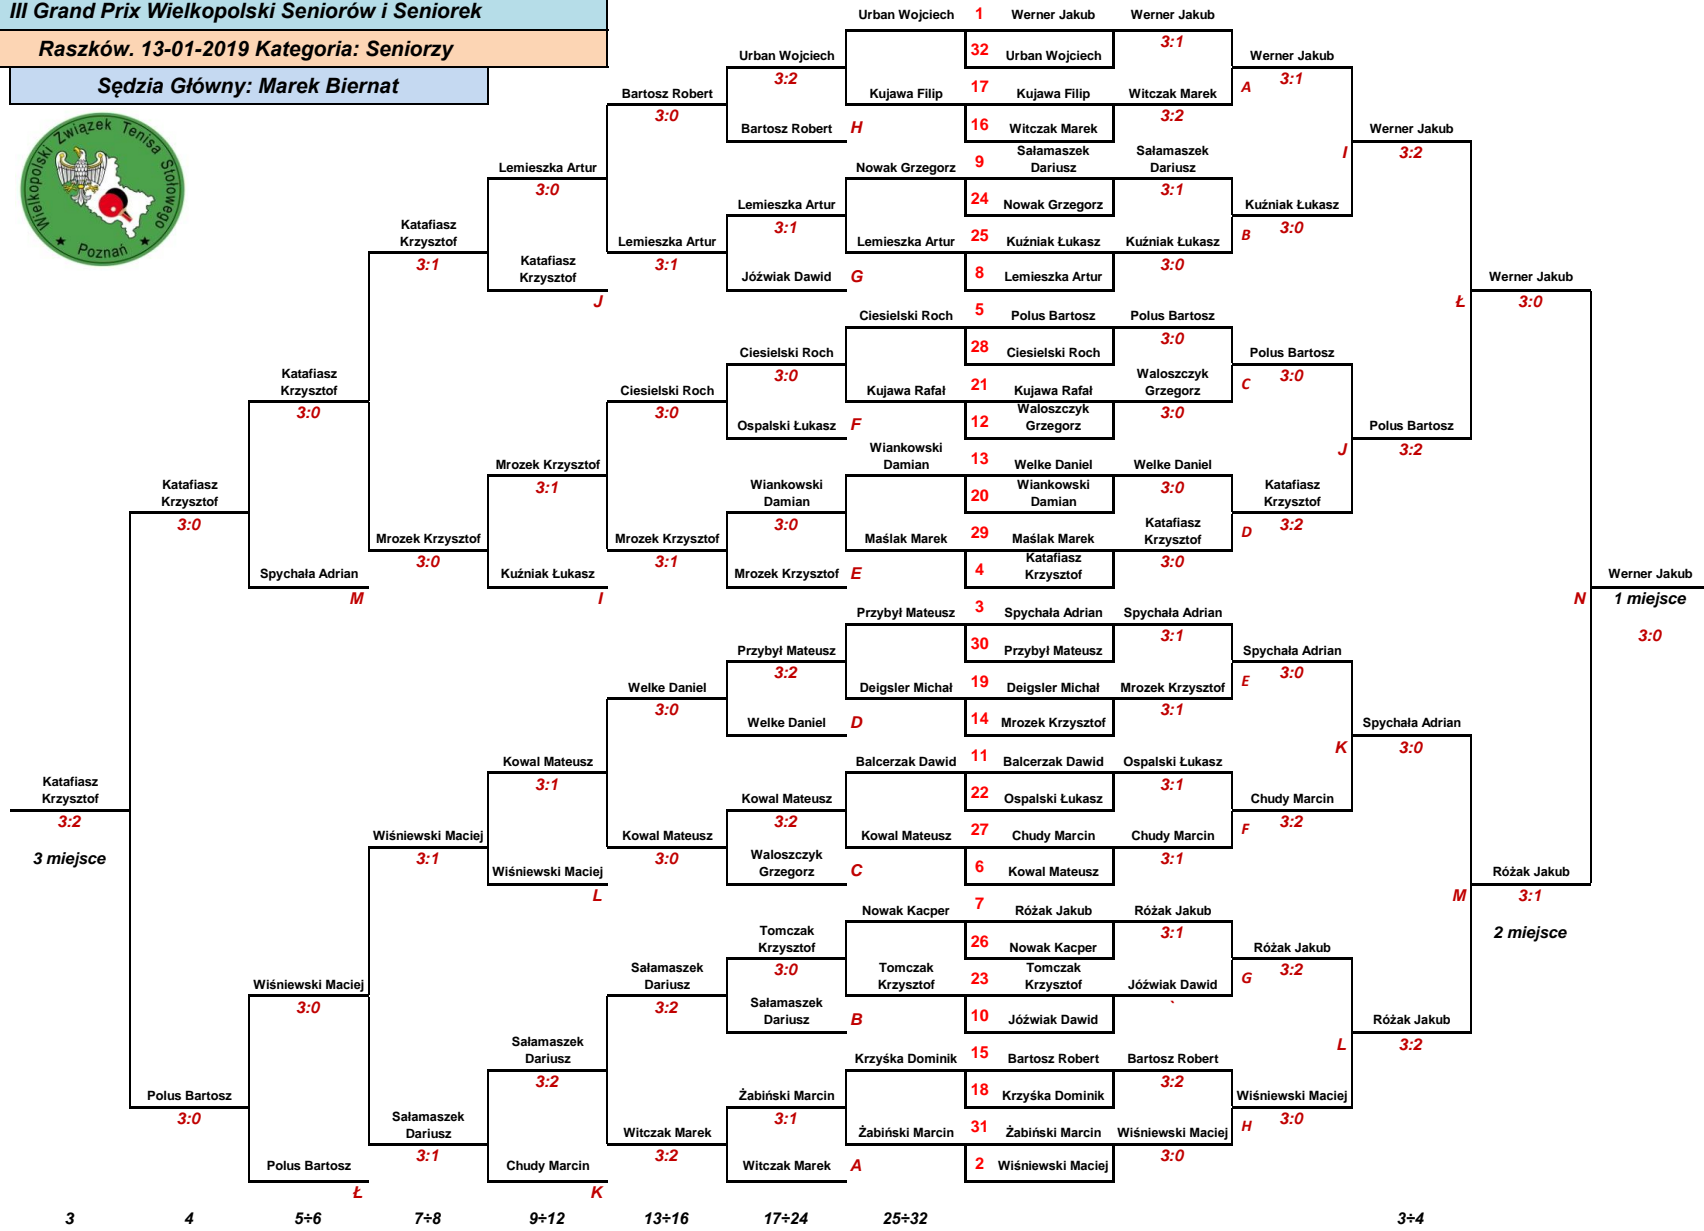 III Grand Prix Wielkopolski Seniorów i Seniorek
Raszków. 13-01-2019 Kategoria: Seniorzy
Sędzia Główny: Marek Biernat
Wielkopolski Związek Tenisa Stołowego
Poznań
Urban Wojciech 1 Werner Jakub Werner Jakub
3:1
Urban Wojciech 32 Urban Wojciech Werner Jakub
3:2 3:1
A
Bartosz Robert Kujawa Filip 17 Kujawa Filip Witczak Marek
3:0 3:2
Bartosz Robert H 16 Witczak Marek Werner Jakub
I 3:2
Lemieszka Artur Nowak Grzegorz 9 Sałamaszek Dariusz Sałamaszek Dariusz
3:0 3:1
Lemieszka Artur 24 Nowak Grzegorz Kuźniak Łukasz
3:1 B 3:0
Katafiasz Krzysztof Lemieszka Artur Lemieszka Artur 25 Kuźniak Łukasz Kuźniak Łukasz
3:1 3:1 3:0
Katafiasz Krzysztof Jóźwiak Dawid G 8 Lemieszka Artur Werner Jakub
J Ł 3:0
Ciesielski Roch 5 Polus Bartosz Polus Bartosz
3:0
Ciesielski Roch 28 Ciesielski Roch Polus Bartosz
3:0 3:0
C
Katafiasz Krzysztof Ciesielski Roch Kujawa Rafał 21 Kujawa Rafał Waloszczyk Grzegorz
3:0 3:0 3:0
Ospalski Łukasz F 12 Waloszczyk Grzegorz Polus Bartosz
J 3:2
Mrozek Krzysztof Wiankowski Damian 13 Welke Daniel Welke Daniel
3:1 3:0
Katafiasz Krzysztof Wiankowski Damian 20 Wiankowski Damian Katafiasz Krzysztof
3:0 3:0 D 3:2
Mrozek Krzysztof Mrozek Krzysztof Maślak Marek 29 Maślak Marek Katafiasz Krzysztof
3:0 3:1 3:0
Spychała Adrian Kuźniak Łukasz Mrozek Krzysztof E 4 Katafiasz Krzysztof Werner Jakub
M I N 1 miejsce
3:0
Przybył Mateusz 3 Spychała Adrian Spychała Adrian
3:1
Przybył Mateusz 30 Przybył Mateusz Spychała Adrian
3:2 E 3:0
Welke Daniel Deigsler Michał 19 Deigsler Michał Mrozek Krzysztof
3:0 3:1
Welke Daniel D 14 Mrozek Krzysztof Spychała Adrian
K 3:0
Kowal Mateusz Balcerzak Dawid 11 Balcerzak Dawid Ospalski Łukasz
3:1 3:1
Katafiasz Krzysztof Kowal Mateusz 22 Ospalski Łukasz Chudy Marcin
3:2 3:2 F 3:2
3 miejsce
Wiśniewski Maciej Kowal Mateusz Kowal Mateusz 27 Chudy Marcin Chudy Marcin
3:1 3:0 3:1
Wiśniewski Maciej Waloszczyk Grzegorz C 6 Kowal Mateusz Różak Jakub
L M 3:1
2 miejsce
Nowak Kacper 7 Różak Jakub Różak Jakub
3:1
Tomczak Krzysztof 26 Nowak Kacper Różak Jakub
3:0 G 3:2
Wiśniewski Maciej Sałamaszek Dariusz Tomczak Krzysztof 23 Tomczak Krzysztof Jóźwiak Dawid
3:0 3:2 `
Sałamaszek Dariusz B 10 Jóźwiak Dawid Różak Jakub
L 3:2
Sałamaszek Dariusz Krzyśka Dominik 15 Bartosz Robert Bartosz Robert
3:2 3:2
Polus Bartosz Żabiński Marcin 18 Krzyśka Dominik Wiśniewski Maciej
3:0 3:1 H 3:0
Sałamaszek Dariusz Witczak Marek Żabiński Marcin 31 Żabiński Marcin Wiśniewski Maciej
3:1 3:2 3:0
Polus Bartosz Chudy Marcin Witczak Marek A 2 Wiśniewski Maciej
Ł K
3 4 5÷6 7÷8 9÷12 13÷16 17÷24 25÷32 3÷4